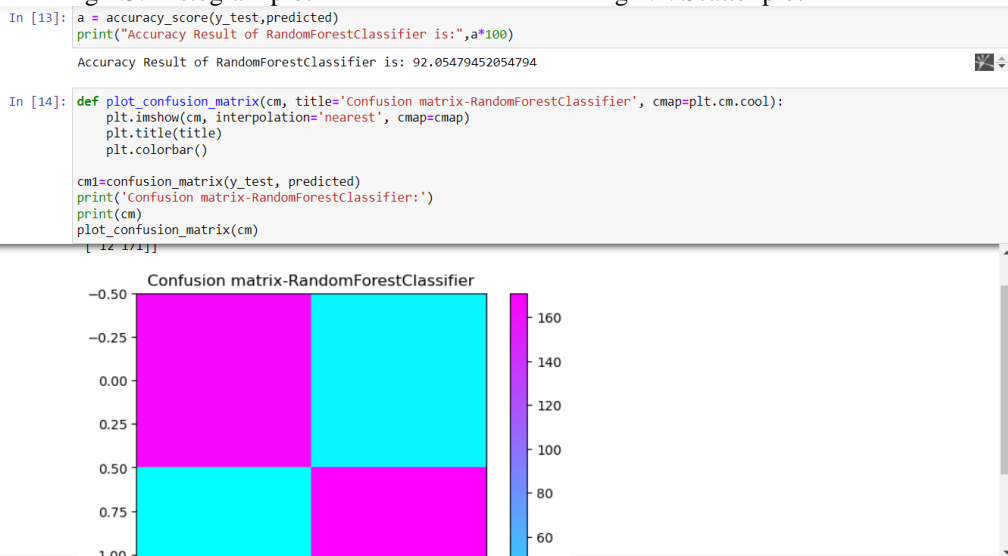 In [13]: a = accuracy_score(y_test,predicted)
print("Accuracy Result of RandomForestClassifier is:",a*100)
Accuracy Result of RandomForestClassifier is: 92.05479452054794
In [14]: def plot_confusion_matrix(cm, title='Confusion matrix-RandomForestClassifier', cmap=plt.cm.cool):
plt.imshow(cm, interpolation='nearest', cmap=cmap)
plt.title(title)
plt.colorbar()
cm1=confusion_matrix(y_test, predicted)
print('Confusion matrix-RandomForestClassifier:')
print(cm)
plot_confusion_matrix(cm)
[ 12 171]]
Confusion matrix-RandomForestClassifier
−0.50
−0.25
0.00
0.25
0.50
0.75
1.00
160
140
120
100
80
60